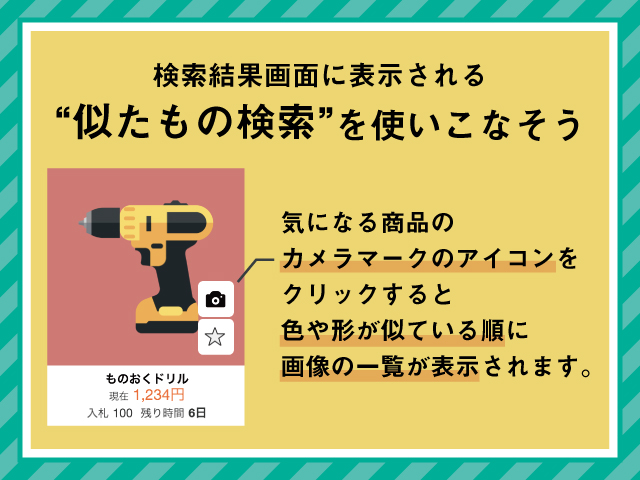 検索結果画面に表示される
“似たもの検索”を使いこなそう
気になる商品の
カメラマークのアイコンを
クリックすると
色や形が似ている順に
画像の一覧が表示されます。
ものおくドリル
現在 1,234円
入札 100 残り時間 6日